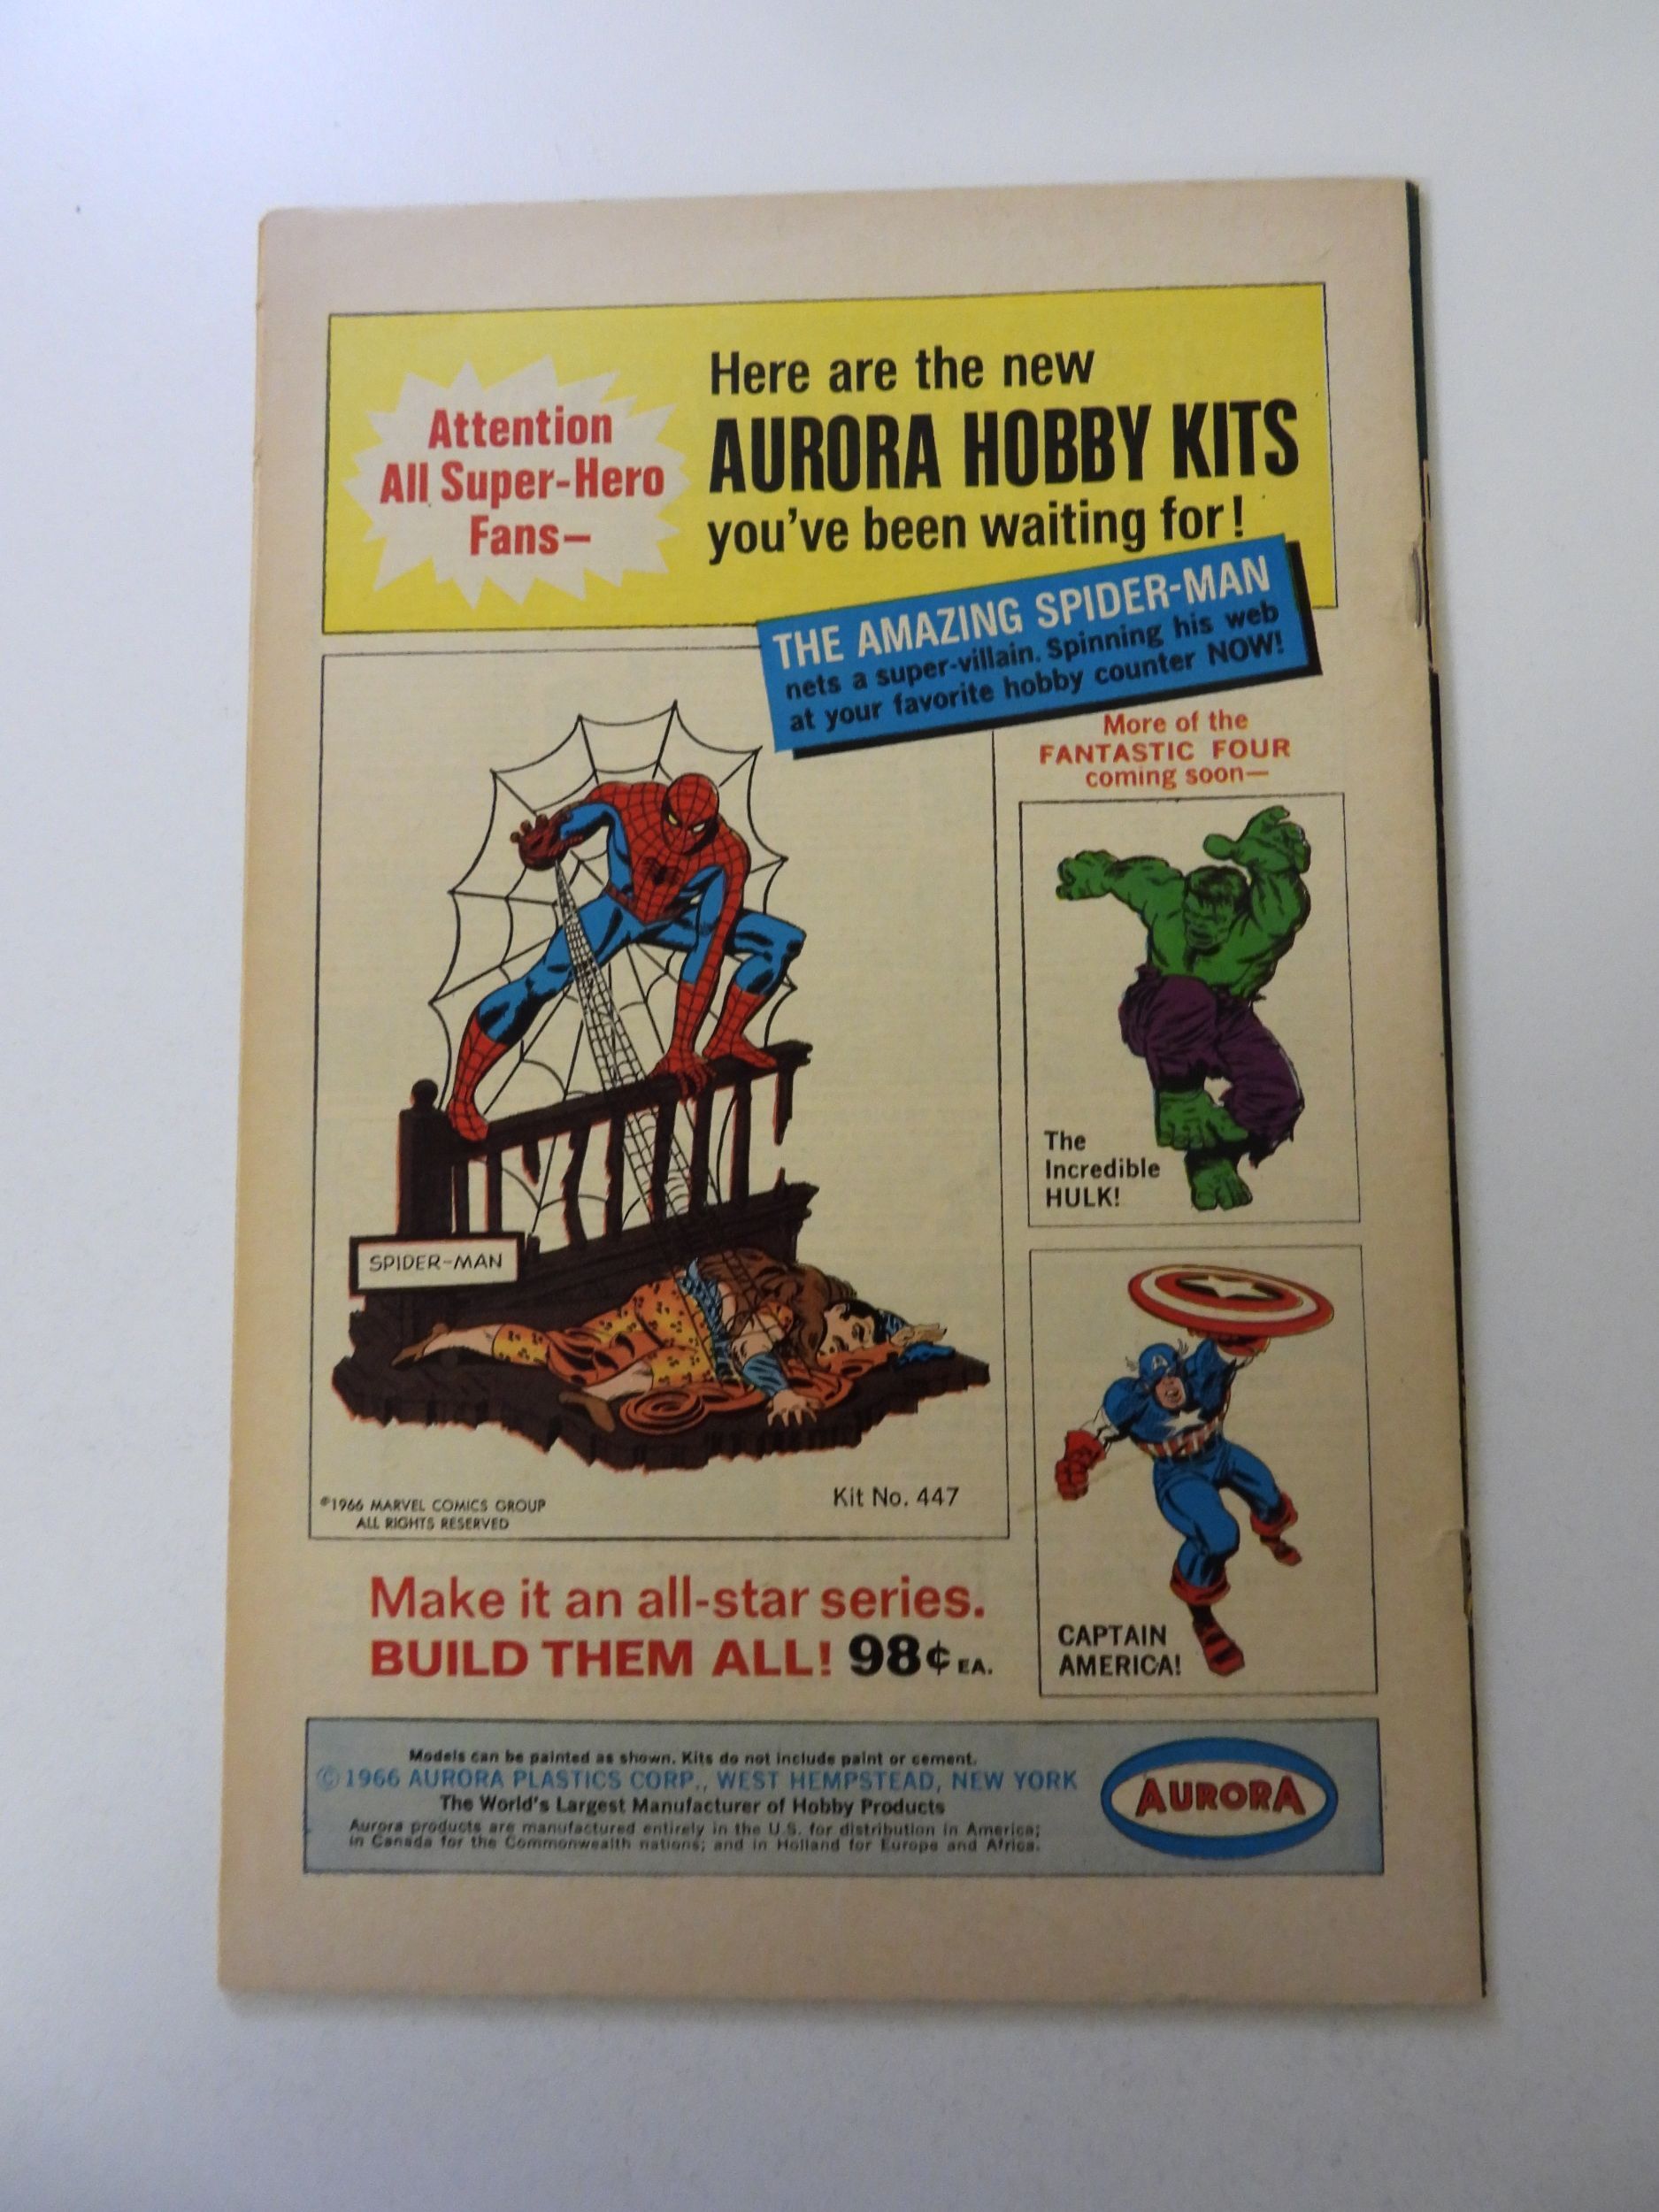 Attention
All Super-Hero
Fans—
Here are the new
AURORA HOBBY KITS
you've been waiting for!
THE AMAZING SPIDER-MAN
nets a super-villain. Spinning his web
at your favorite hobby counter NOW!
More of the
FANTASTIC FOUR
coming soon—
The
Incredible
HULK!
SPIDER-MAN
A
CAPTAIN
AMERICA!
©1966 MARVEL COMICS GROUP
ALL RIGHTS RESERVED
Kit No. 447
Make it an all-star series.
BUILD THEM ALL! 98¢ EA.
Models can be painted as shown. Kits do not include paint or cement.
©1966 AURORA PLASTICS CORP., WEST HEMPSTEAD, NEW YORK
The World's Largest Manufacturer of Hobby Products
Aurora products are manufactured entirely in the U.S. for distribution in America;
in Canada for the Commonwealth nations; and in Holland for Europe and Africa.
AURORA